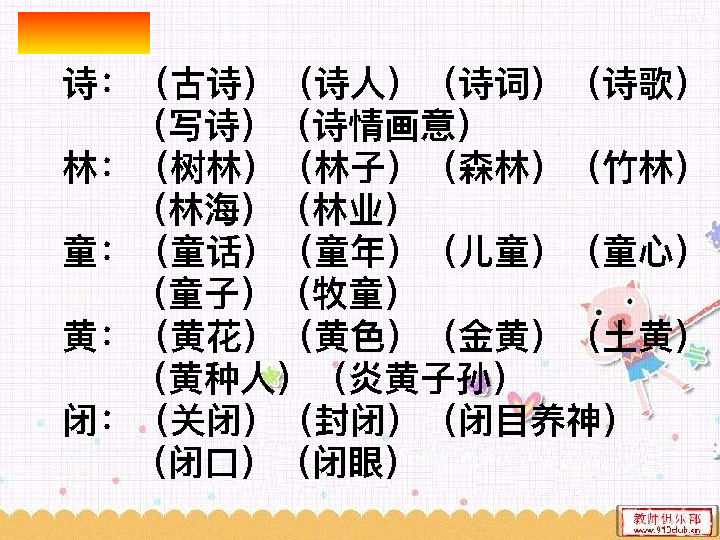 诗：（古诗）（诗人）（诗词）（诗歌）
（写诗）（诗情画意）
林：（树林）（林子）（森林）（竹林）
（林海）（林业）
童：（童话）（童年）（儿童）（童心）
（童子）（牧童）
黄：（黄花）（黄色）（金黄）（土黄）
（黄种人）（炎黄子孙）
闭：（关闭）（封闭）（闭目养神）
（闭口）（闭眼）
教师俱乐部
www.910club.cn